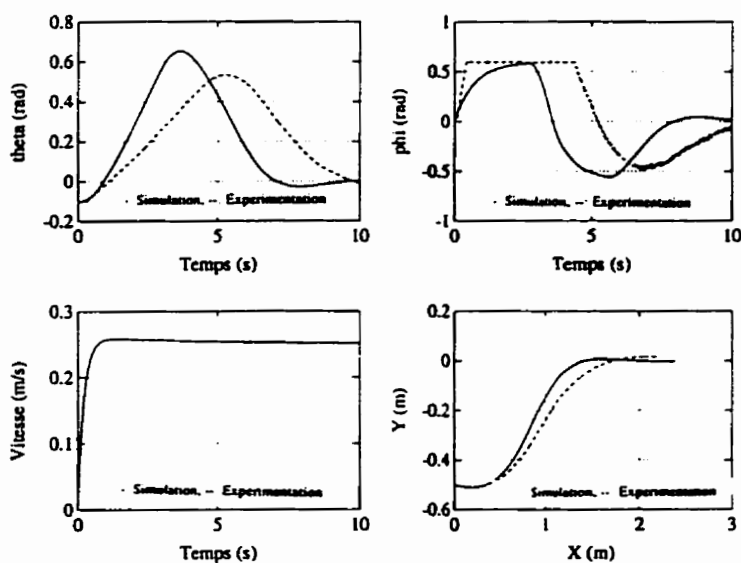 0.8
0.6
0.4
0.2
0
-0.2
theta (rad)
Simulation, -- Experimentation
0 5 10
Temps (s)
1
0.5
0
-0.5
-1
phi (rad)
Simulation, -- Experimentation
0 5 10
Temps (s)
0.3
0.2
0.1
0
Vitesse (m/s)
Simulation, -- Experimentation
0 5 10
Temps (s)
0.2
0
-0.2
-0.4
-0.6
Y (m)
Simulation, -- Experimentation
0 1 2 3
X (m)